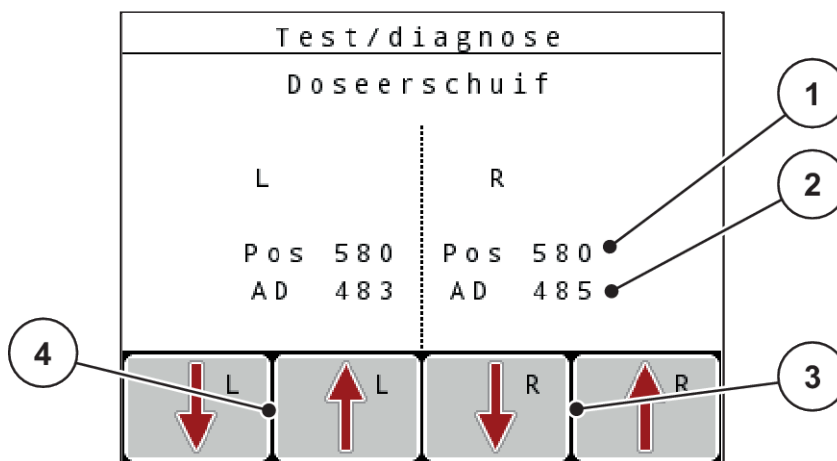 Test/diagnose
Doseerschuif
1
2
L R
Pos 580 Pos 580
AD 483 AD 485
4
3
L L R R